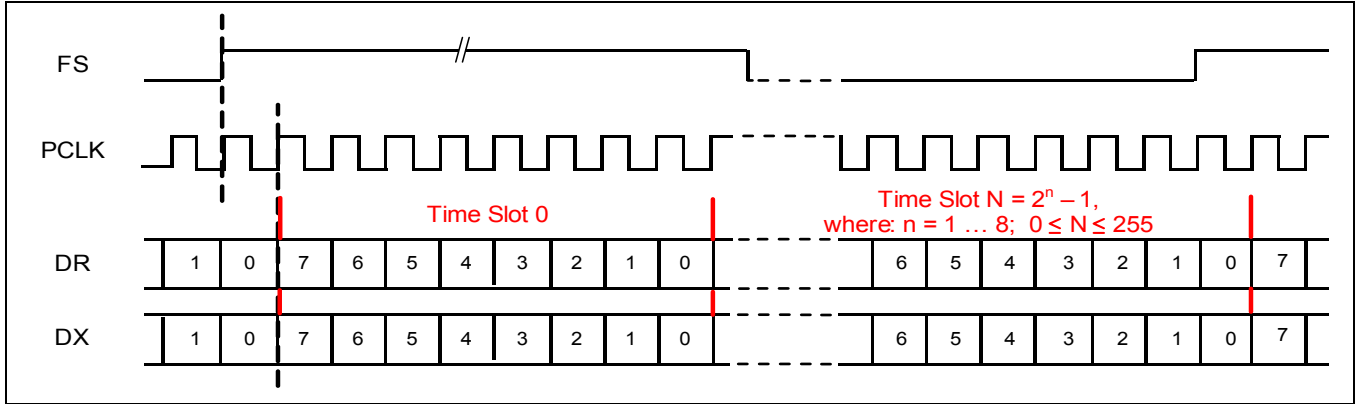 FS
PCLK
Time Slot 0
Time Slot N = 2ⁿ – 1,
where: n = 1 … 8; 0 ≤ N ≤ 255
DR 1 0 7 6 5 4 3 2 1 0 6 5 4 3 2 1 0 7
DX 1 0 7 6 5 4 3 2 1 0 6 5 4 3 2 1 0 7